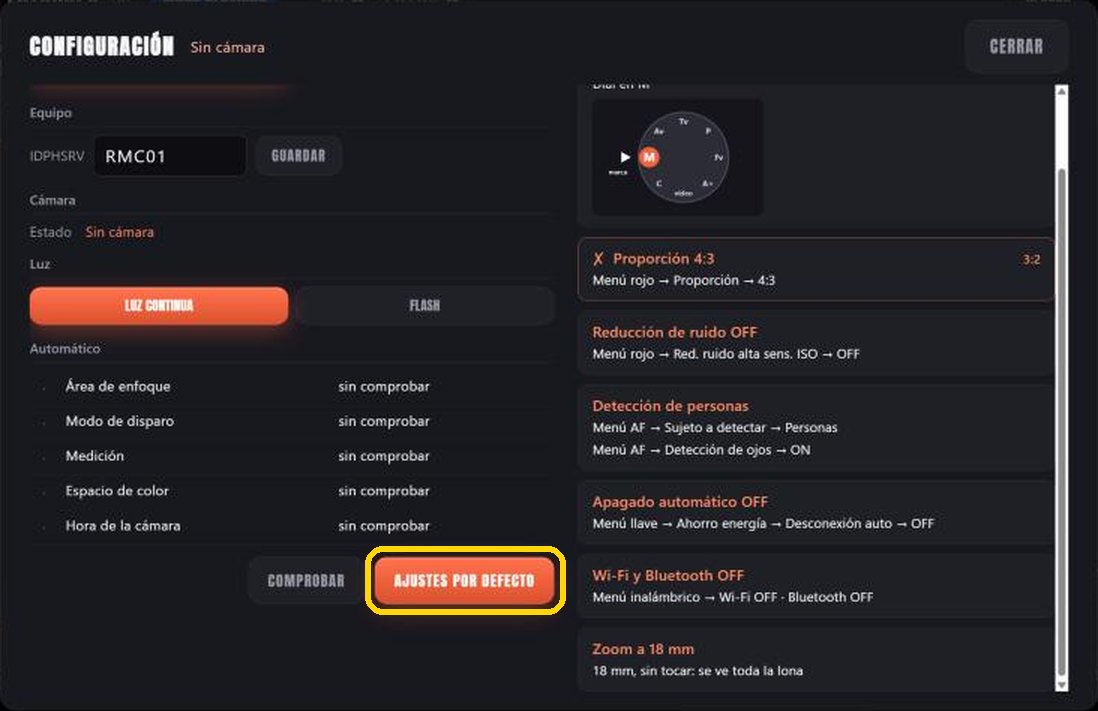 CONFIGURACIÓN Sin cámara
CERRAR
Equipo
IDPHSRV RMC01 GUARDAR
Cámara
Estado Sin cámara
Luz
LUZ CONTINUA FLASH
Automático
Área de enfoque sin comprobar
Modo de disparo sin comprobar
Medición sin comprobar
Espacio de color sin comprobar
Hora de la cámara sin comprobar
COMPROBAR AJUSTES POR DEFECTO
Dial en M
Tv
Av P
M Fv
marca
C A+
vídeo
✗ Proporción 4:3 3:2
Menú rojo → Proporción → 4:3
Reducción de ruido OFF
Menú rojo → Red. ruido alta sens. ISO → OFF
Detección de personas
Menú AF → Sujeto a detectar → Personas
Menú AF → Detección de ojos → ON
Apagado automático OFF
Menú llave → Ahorro energía → Desconexión auto → OFF
Wi-Fi y Bluetooth OFF
Menú inalámbrico → Wi-Fi OFF · Bluetooth OFF
Zoom a 18 mm
18 mm, sin tocar: se ve toda la lona